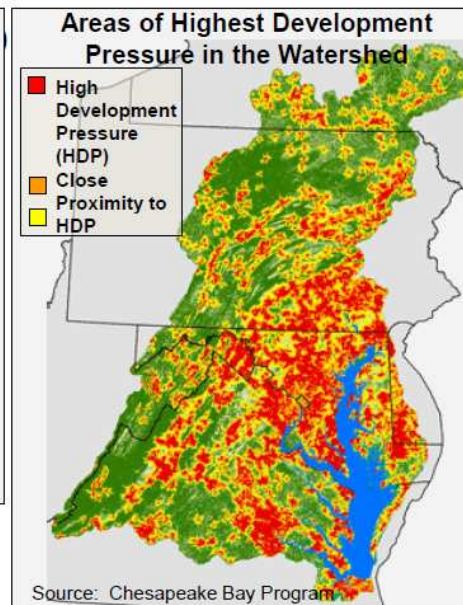 Areas of Highest Development
Pressure in the Watershed
High
Development
Pressure
(HDP)
Close
Proximity to
HDP
Source: Chesapeake Bay Program